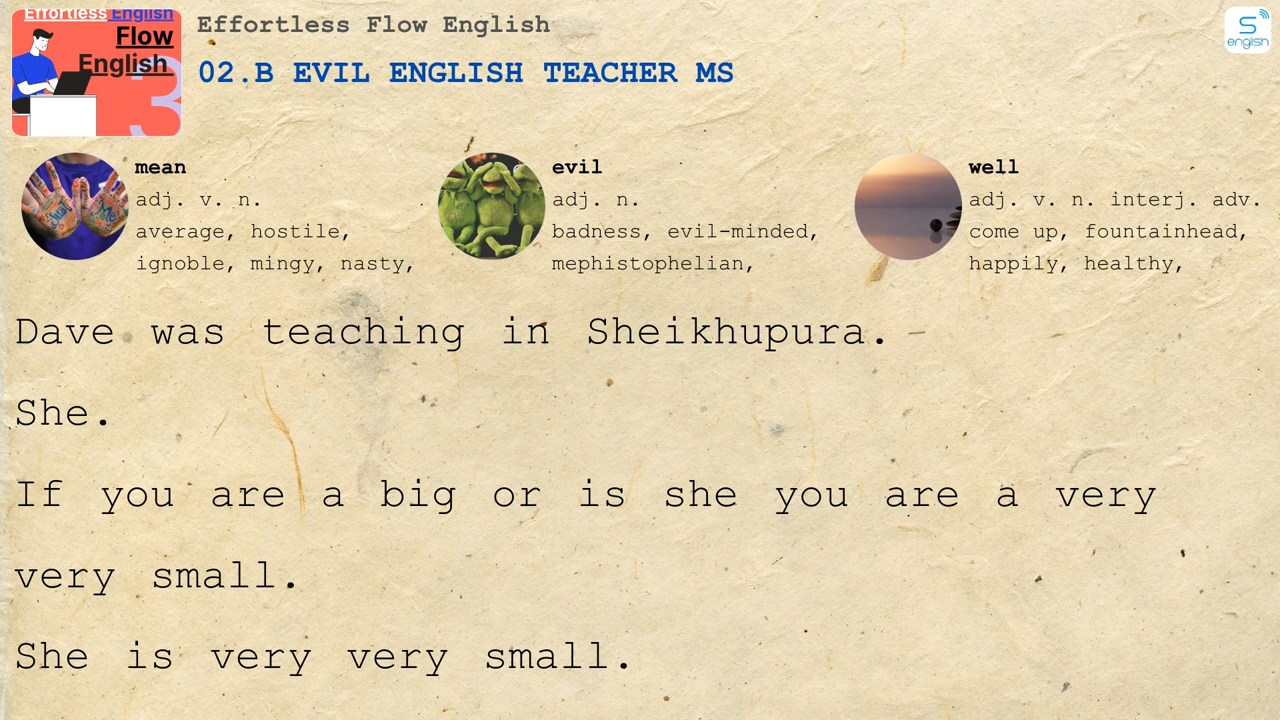 Effortless English
Flow
English
3
Effortless Flow English
02.B EVIL ENGLISH TEACHER MS
S
english
mean
adj. v. n.
average, hostile,
ignoble, mingy, nasty,
evil
adj. n.
badness, evil-minded,
mephistophelian,
well
adj. v. n. interj. adv.
come up, fountainhead,
happily, healthy,
Dave was teaching in Sheikhupura.
She.
If you are a big or is she you are a very
very small.
She is very very small.